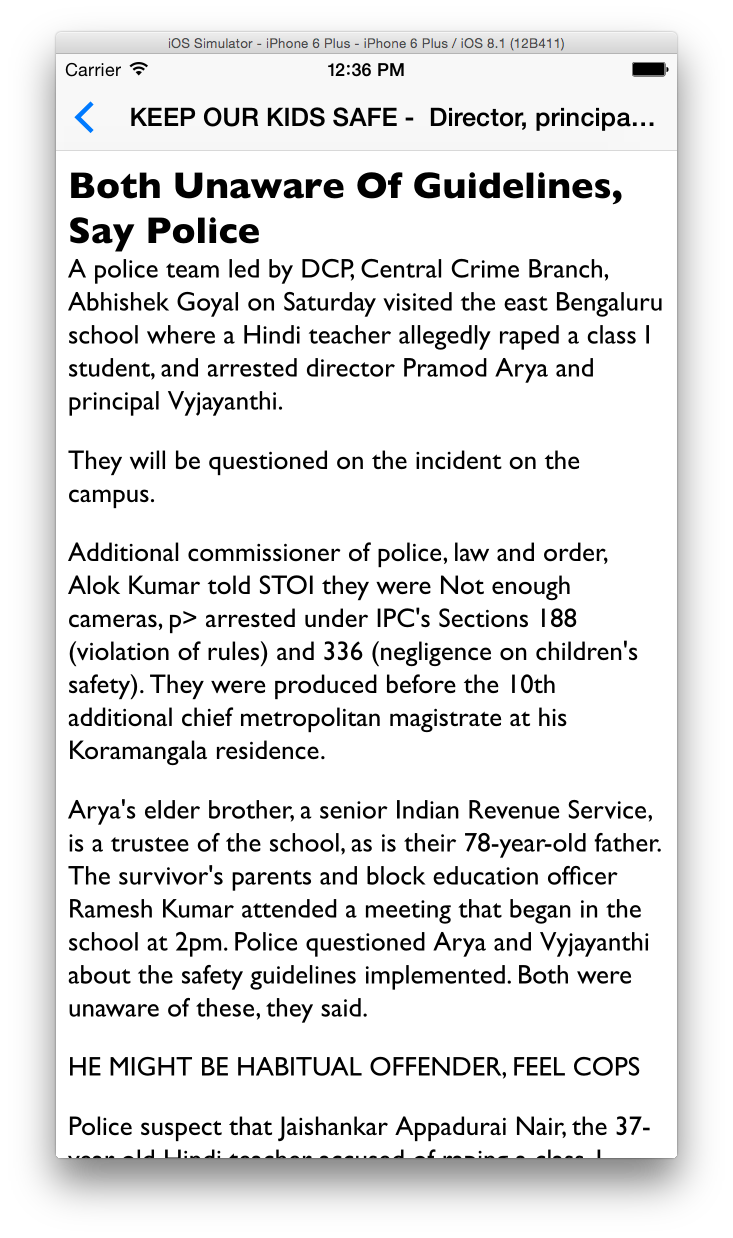 iOS Simulator - iPhone 6 Plus - iPhone 6 Plus / iOS 8.1 (12B411)
Carrier 12:36 PM
KEEP OUR KIDS SAFE - Director, principa...
Both Unaware Of Guidelines,
Say Police
A police team led by DCP, Central Crime Branch,
Abhishek Goyal on Saturday visited the east Bengaluru
school where a Hindi teacher allegedly raped a class I
student, and arrested director Pramod Arya and
principal Vyjayanthi.
They will be questioned on the incident on the
campus.
Additional commissioner of police, law and order,
Alok Kumar told STOI they were Not enough
cameras, p> arrested under IPC's Sections 188
(violation of rules) and 336 (negligence on children's
safety). They were produced before the 10th
additional chief metropolitan magistrate at his
Koramangala residence.
Arya's elder brother, a senior Indian Revenue Service,
is a trustee of the school, as is their 78-year-old father.
The survivor's parents and block education officer
Ramesh Kumar attended a meeting that began in the
school at 2pm. Police questioned Arya and Vyjayanthi
about the safety guidelines implemented. Both were
unaware of these, they said.
HE MIGHT BE HABITUAL OFFENDER, FEEL COPS
Police suspect that Jaishankar Appadurai Nair, the 37-
year-old Hindi teacher accused of raping a class I